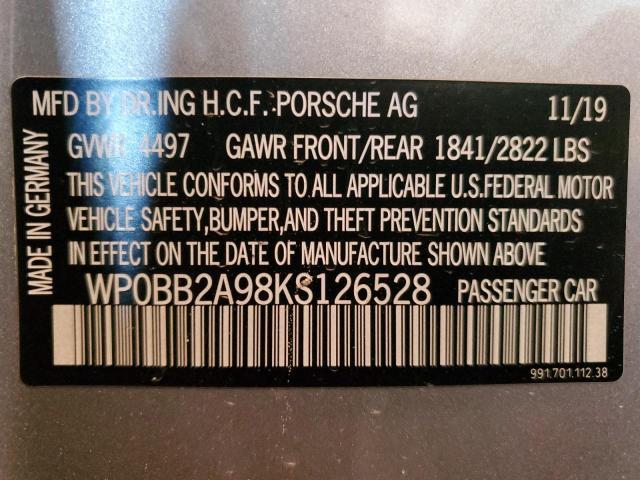 MFD BY DR.ING H.C.F. PORSCHE AG 11/19
GVWR 4497 GAWR FRONT/REAR 1841/2822 LBS
THIS VEHICLE CONFORMS TO ALL APPLICABLE U.S.FEDERAL MOTOR
VEHICLE SAFETY,BUMPER,AND THEFT PREVENTION STANDARDS
IN EFFECT ON THE DATE OF MANUFACTURE SHOWN ABOVE
WP0BB2A98KS126528 PASSENGER CAR
991.701.112.38
MADE IN GERMANY